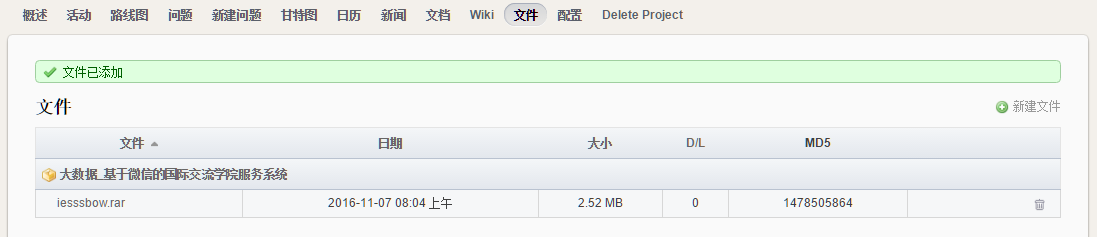 概述 活动 路线图 问题 新建问题 甘特图 日历 新闻 文档 Wiki 文件 配置 Delete Project
文件已添加
文件 新建文件
文件 日期 大小 D/L MD5
大数据_基于微信的国际交流学院服务系统
iesssbow.rar 2016-11-07 08:04 上午 2.52 MB 0 1478505864